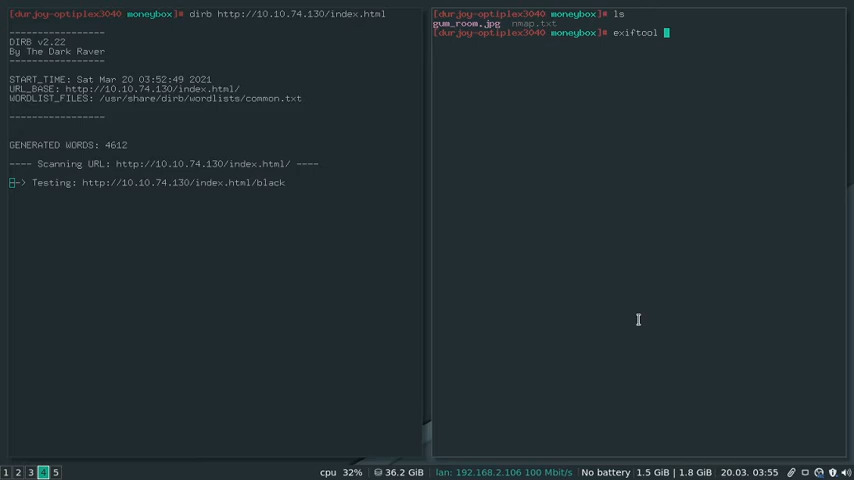 [durjoy-optiplex3040 moneybox]# dirb http://10.10.74.130/index.html
-----------------
DIRB v2.22
By The Dark Raver
-----------------
START_TIME: Sat Mar 20 03:52:49 2021
URL_BASE: http://10.10.74.130/index.html/
WORDLIST_FILES: /usr/share/dirb/wordlists/common.txt
-----------------
GENERATED WORDS: 4612
---- Scanning URL: http://10.10.74.130/index.html/ ----
--> Testing: http://10.10.74.130/index.html/black
[durjoy-optiplex3040 moneybox]# ls
gum_room.jpg  nmap.txt
[durjoy-optiplex3040 moneybox]# exiftool
1 2 3 4 5 cpu 32% 36.2 GiB lan: 192.168.2.106 100 Mbit/s No battery 1.5 GiB | 1.8 GiB 20.03. 03:55